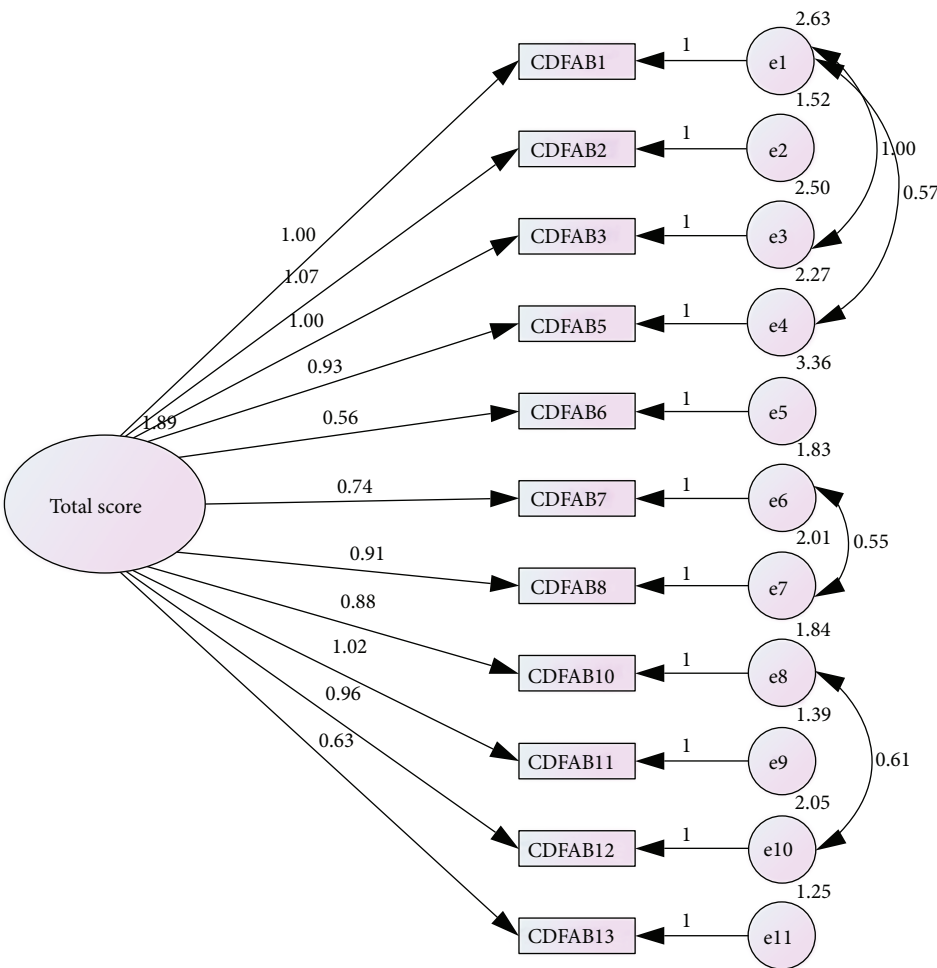 2.63
CDFAB1 1 e1
1.52
CDFAB2 1 e2 1.00
2.50
0.57
1.00 CDFAB3 1 e3
1.07 2.27
1.00 CDFAB5 1 e4
0.93 3.36
1.89 0.56 CDFAB6 1 e5
1.83
Total score 0.74 CDFAB7 1 e6
2.01 0.55
0.91 CDFAB8 1 e7
0.88 1.84
1.02 CDFAB10 1 e8
0.96 1.39
0.63 CDFAB11 1 e9 0.61
2.05
CDFAB12 1 e10
1.25
CDFAB13 1 e11